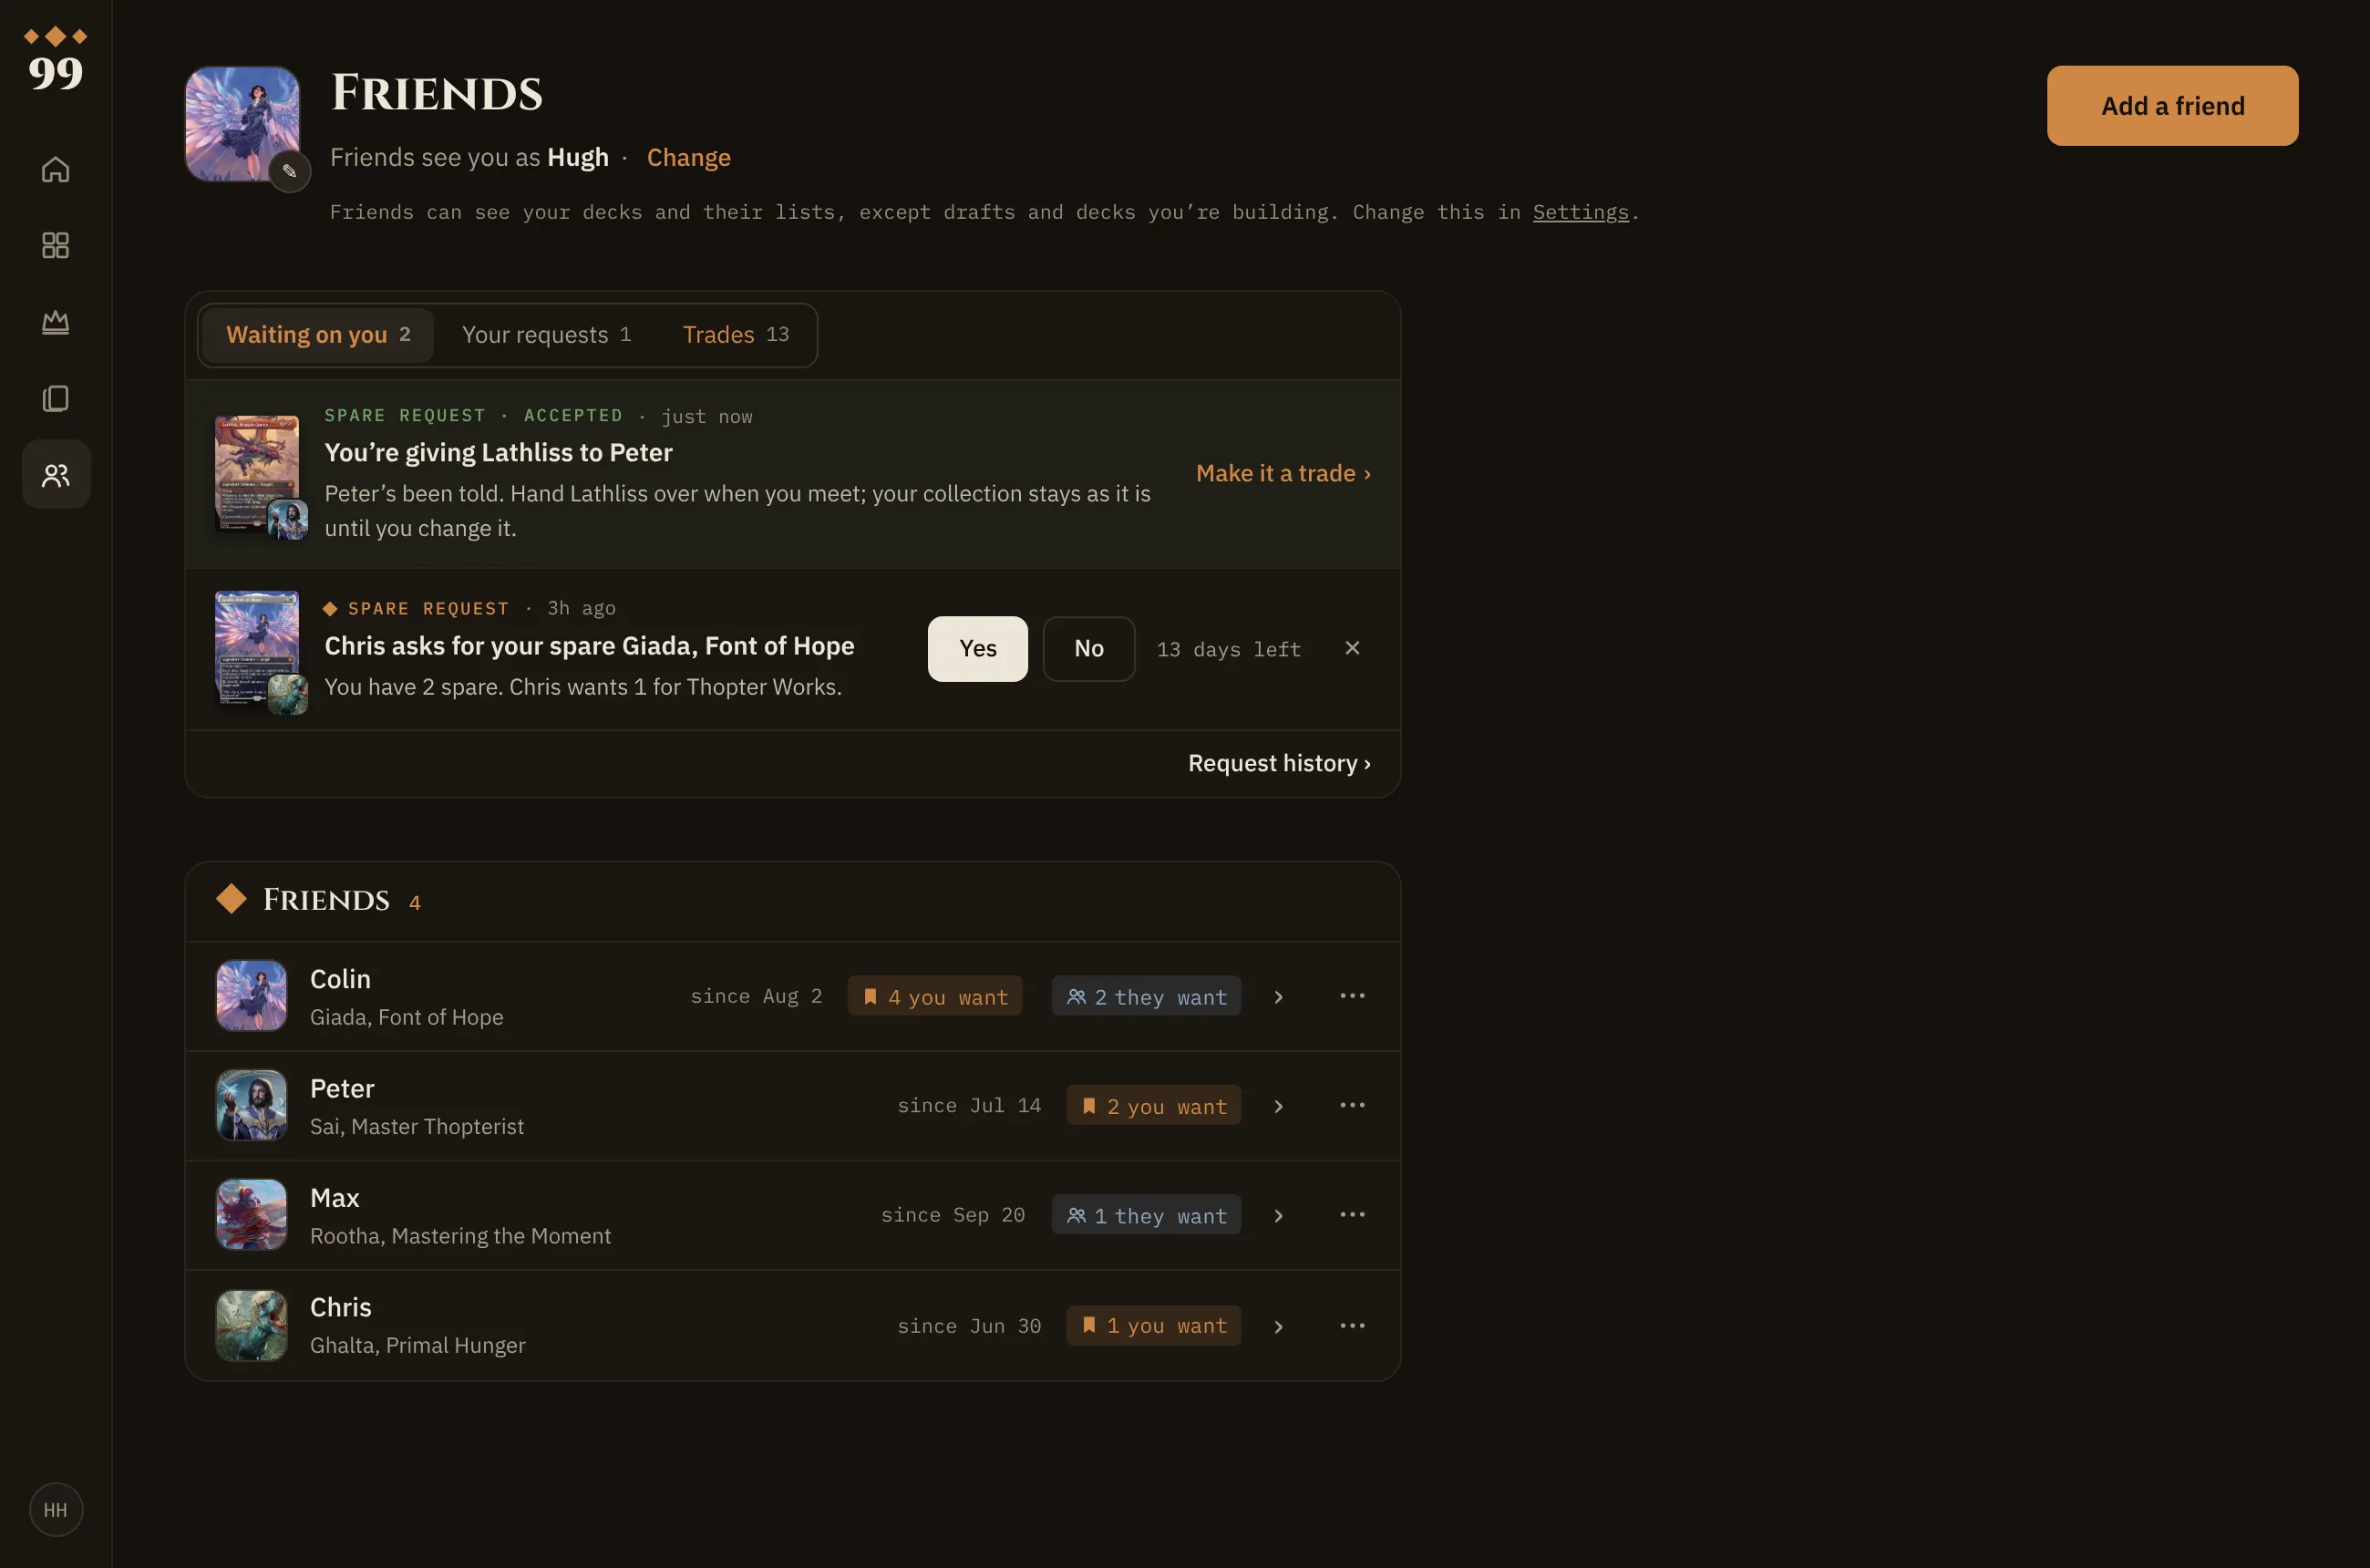 99
Friends
Add a friend
Friends see you as Hugh · Change
Friends can see your decks and their lists, except drafts and decks you’re building. Change this in Settings.
Waiting on you 2
Your requests 1
Trades 13
SPARE REQUEST · ACCEPTED · just now
You’re giving Lathliss to Peter
Peter’s been told. Hand Lathliss over when you meet; your collection stays as it is
until you change it.
Make it a trade ›
SPARE REQUEST · 3h ago
Chris asks for your spare Giada, Font of Hope
You have 2 spare. Chris wants 1 for Thopter Works.
Yes
No
13 days left
Request history ›
Friends 4
Colin
Giada, Font of Hope
since Aug 2
4 you want
2 they want
Peter
Sai, Master Thopterist
since Jul 14
2 you want
Max
Rootha, Mastering the Moment
since Sep 20
1 they want
Chris
Ghalta, Primal Hunger
since Jun 30
1 you want
HH